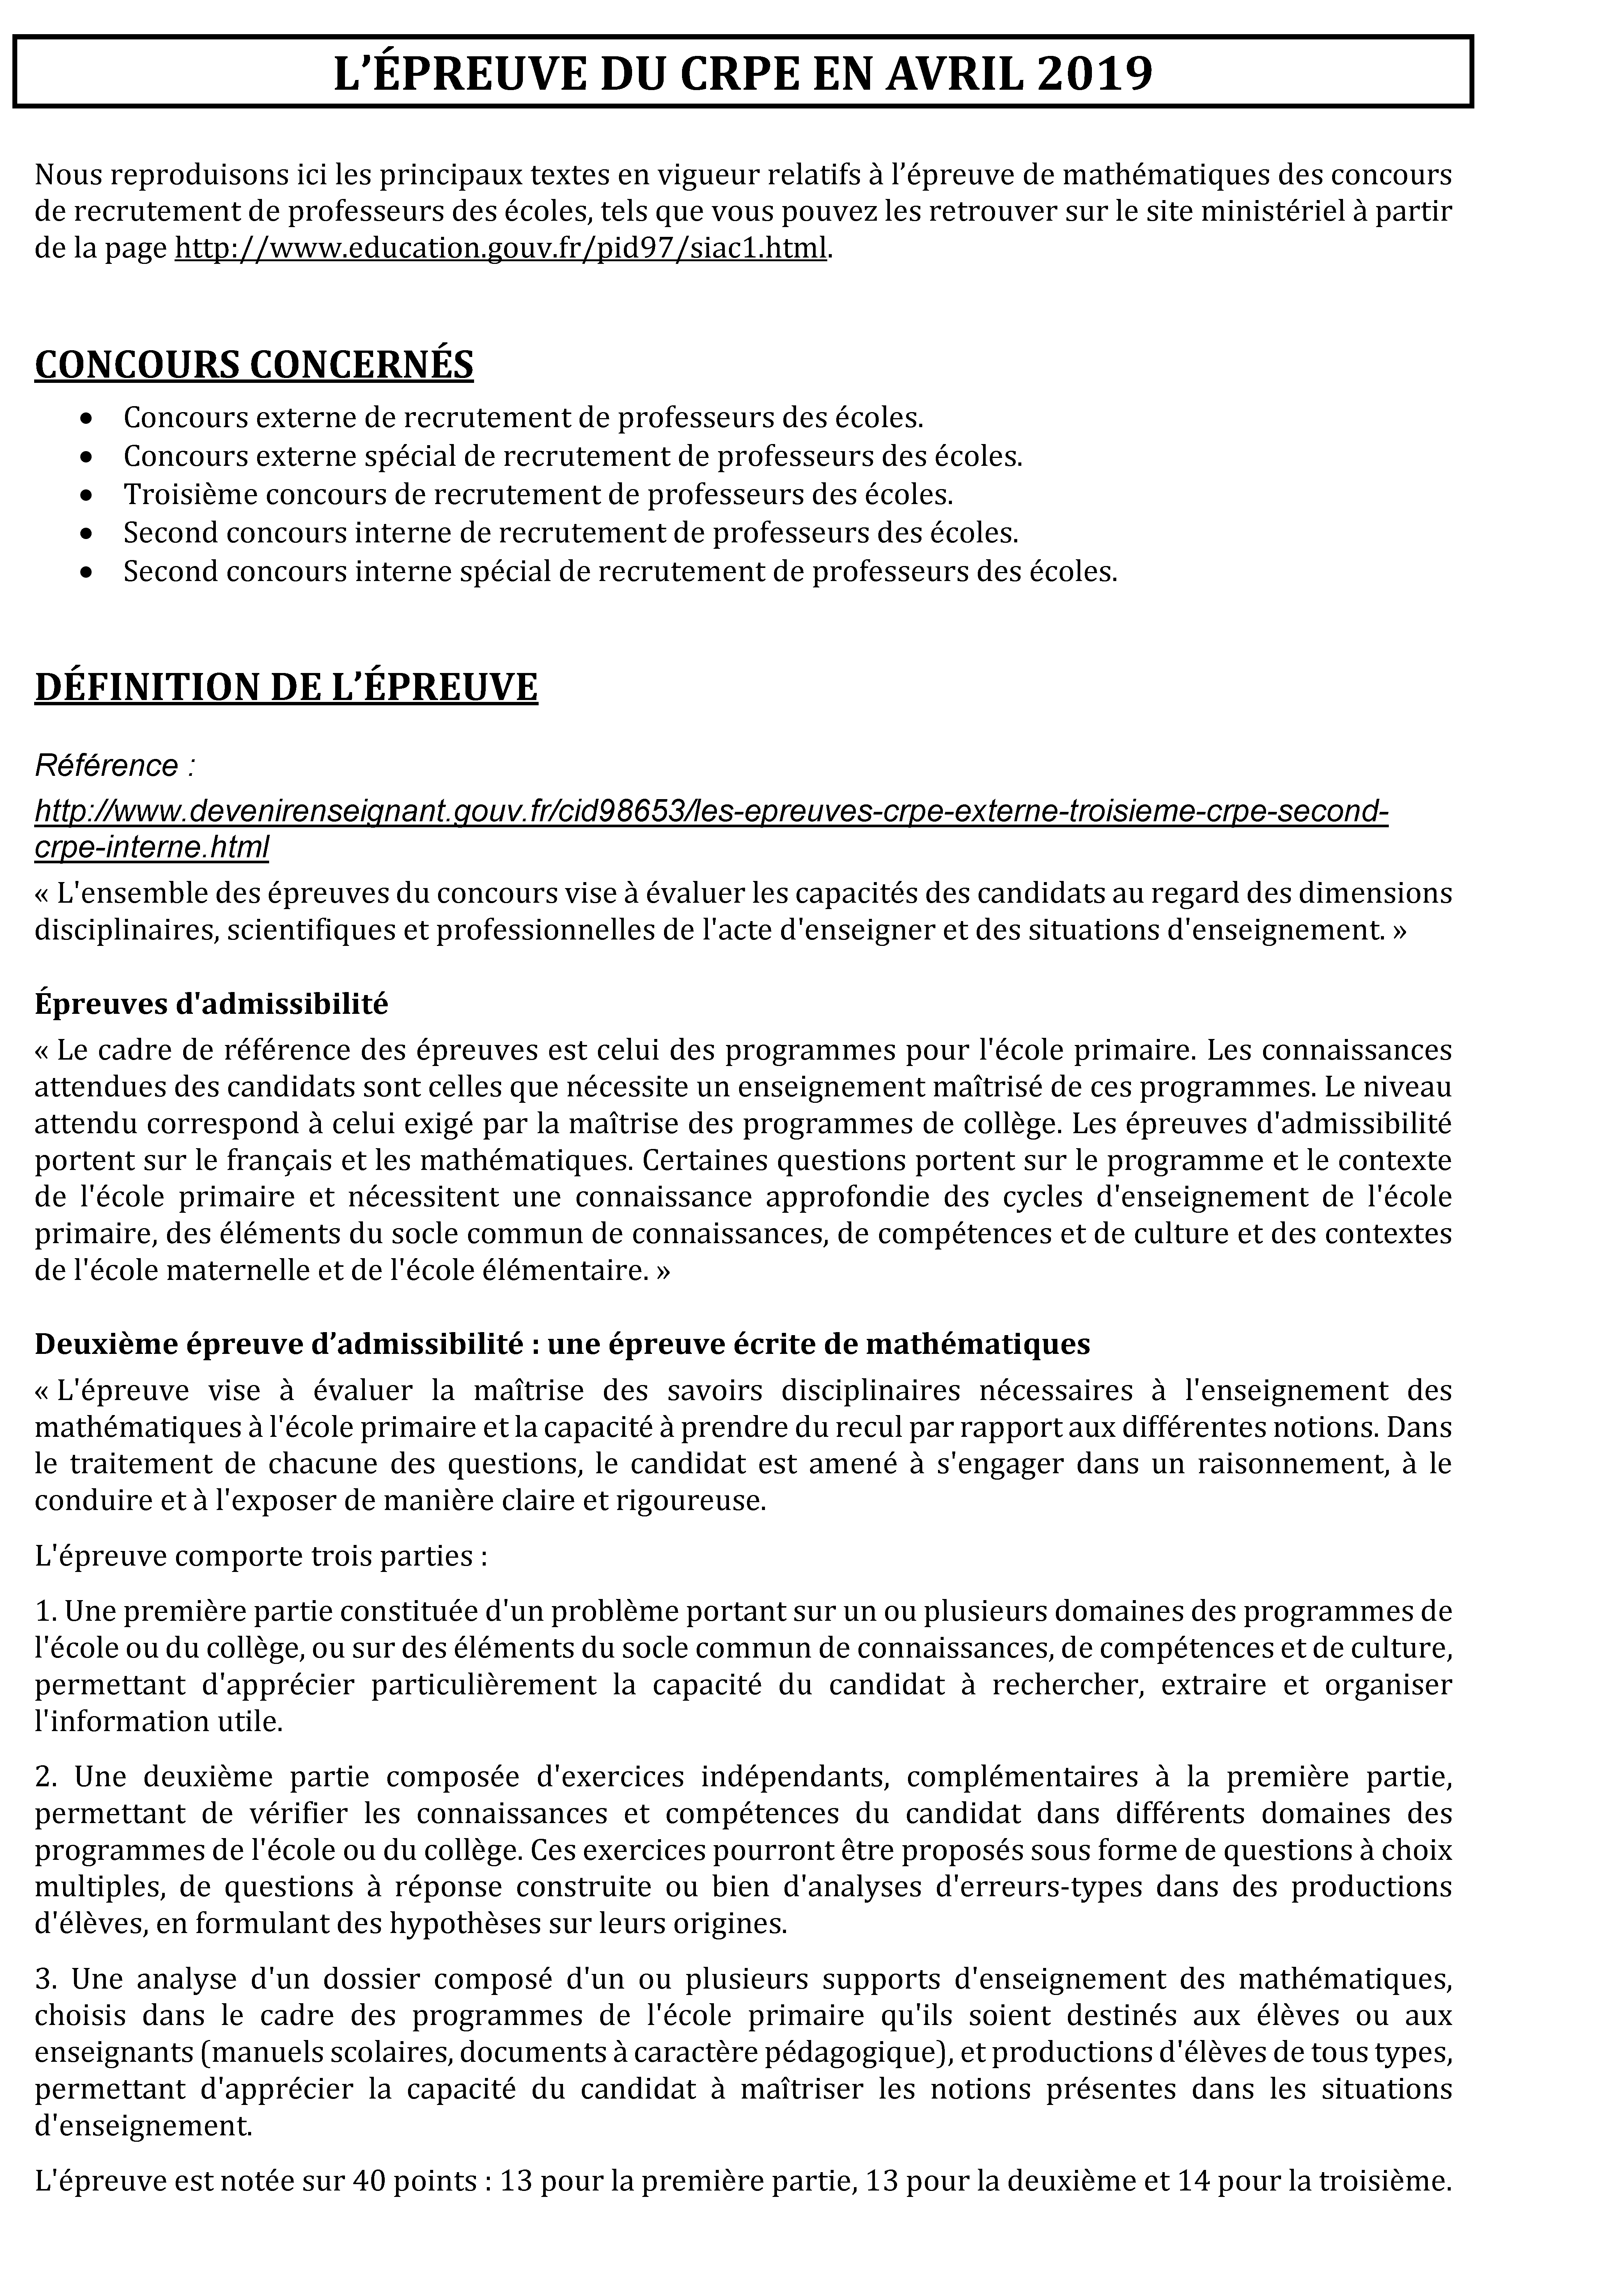 L’ÉPREUVE DU CRPE EN AVRIL 2019
Nous reproduisons ici les principaux textes en vigueur relatifs à l’épreuve de mathématiques des concours
de recrutement de professeurs des écoles, tels que vous pouvez les retrouver sur le site ministériel à partir
de la page http://www.education.gouv.fr/pid97/siac1.html.
CONCOURS CONCERNÉS
• Concours externe de recrutement de professeurs des écoles.
• Concours externe spécial de recrutement de professeurs des écoles.
• Troisième concours de recrutement de professeurs des écoles.
• Second concours interne de recrutement de professeurs des écoles.
• Second concours interne spécial de recrutement de professeurs des écoles.
DÉFINITION DE L’ÉPREUVE
Référence :
http://www.devenirenseignant.gouv.fr/cid98653/les-epreuves-crpe-externe-troisieme-crpe-second-
crpe-interne.html
« L'ensemble des épreuves du concours vise à évaluer les capacités des candidats au regard des dimensions
disciplinaires, scientifiques et professionnelles de l'acte d'enseigner et des situations d'enseignement. »
Épreuves d'admissibilité
« Le cadre de référence des épreuves est celui des programmes pour l'école primaire. Les connaissances
attendues des candidats sont celles que nécessite un enseignement maîtrisé de ces programmes. Le niveau
attendu correspond à celui exigé par la maîtrise des programmes de collège. Les épreuves d'admissibilité
portent sur le français et les mathématiques. Certaines questions portent sur le programme et le contexte
de l'école primaire et nécessitent une connaissance approfondie des cycles d'enseignement de l'école
primaire, des éléments du socle commun de connaissances, de compétences et de culture et des contextes
de l'école maternelle et de l'école élémentaire. »
Deuxième épreuve d’admissibilité : une épreuve écrite de mathématiques
« L'épreuve vise à évaluer la maîtrise des savoirs disciplinaires nécessaires à l'enseignement des
mathématiques à l'école primaire et la capacité à prendre du recul par rapport aux différentes notions. Dans
le traitement de chacune des questions, le candidat est amené à s'engager dans un raisonnement, à le
conduire et à l'exposer de manière claire et rigoureuse.
L'épreuve comporte trois parties :
1. Une première partie constituée d'un problème portant sur un ou plusieurs domaines des programmes de
l'école ou du collège, ou sur des éléments du socle commun de connaissances, de compétences et de culture,
permettant d'apprécier particulièrement la capacité du candidat à rechercher, extraire et organiser
l'information utile.
2. Une deuxième partie composée d'exercices indépendants, complémentaires à la première partie,
permettant de vérifier les connaissances et compétences du candidat dans différents domaines des
programmes de l'école ou du collège. Ces exercices pourront être proposés sous forme de questions à choix
multiples, de questions à réponse construite ou bien d'analyses d'erreurs-types dans des productions
d'élèves, en formulant des hypothèses sur leurs origines.
3. Une analyse d'un dossier composé d'un ou plusieurs supports d'enseignement des mathématiques,
choisis dans le cadre des programmes de l'école primaire qu'ils soient destinés aux élèves ou aux
enseignants (manuels scolaires, documents à caractère pédagogique), et productions d'élèves de tous types,
permettant d'apprécier la capacité du candidat à maîtriser les notions présentes dans les situations
d'enseignement.
L'épreuve est notée sur 40 points : 13 pour la première partie, 13 pour la deuxième et 14 pour la troisième.